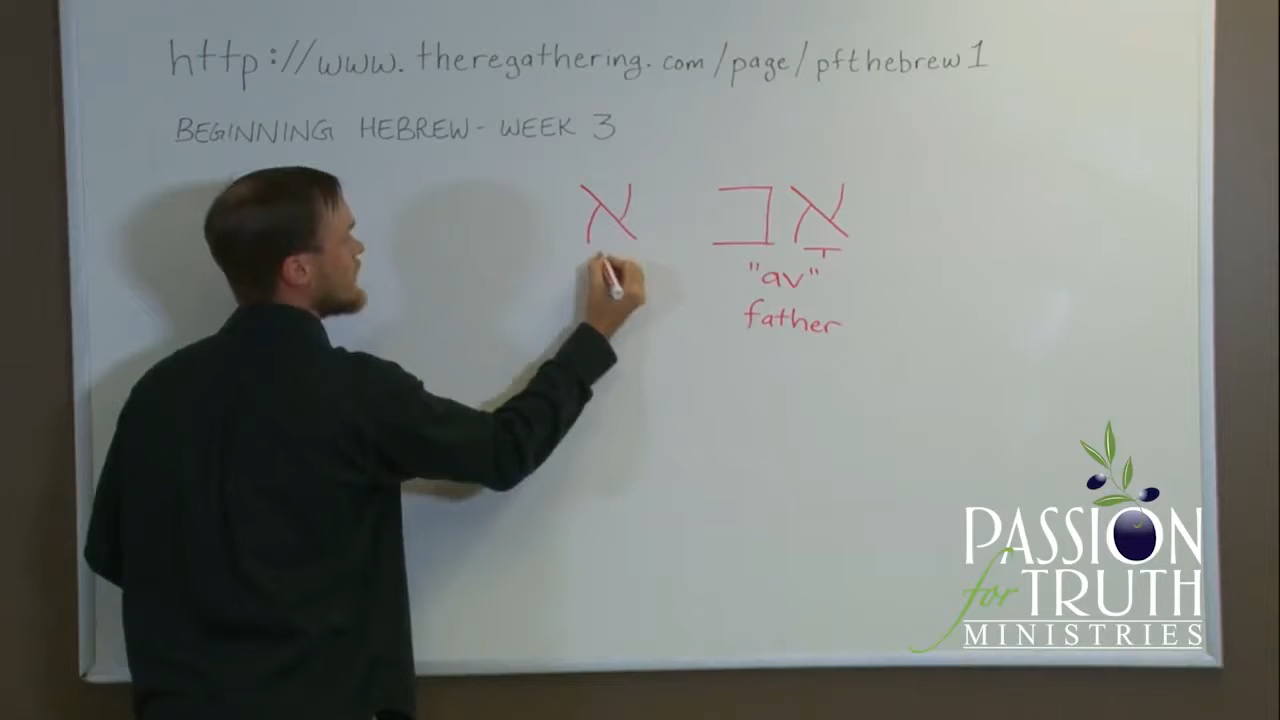 http://www.theregathering.com/page/pfthebrew1
BEGINNING HEBREW - WEEK 3
אָב א
"av"
father
PASSION
for TRUTH
MINISTRIES